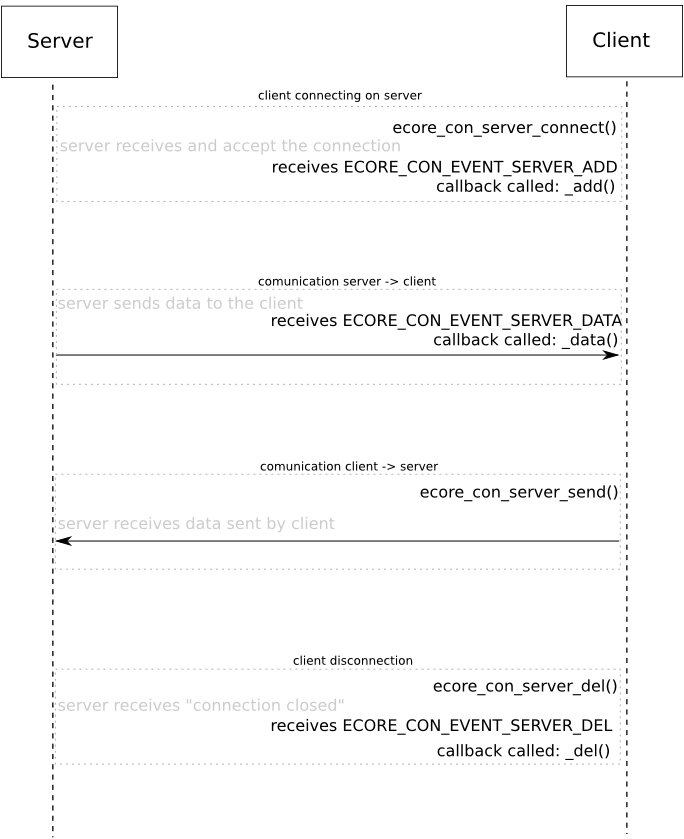 Server
Client
client connecting on server
ecore_con_server_connect()
server receives and accept the connection
receives ECORE_CON_EVENT_SERVER_ADD
callback called: _add()
comunication server -> client
server sends data to the client
receives ECORE_CON_EVENT_SERVER_DATA
callback called: _data()
comunication client -> server
ecore_con_server_send()
server receives data sent by client
client disconnection
ecore_con_server_del()
server receives "connection closed"
receives ECORE_CON_EVENT_SERVER_DEL
callback called: _del()